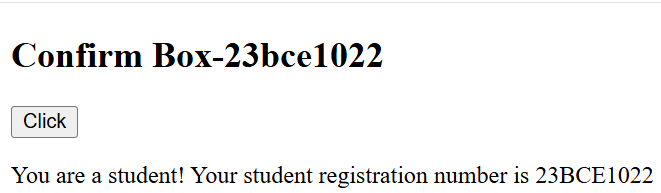 Confirm Box-23bce1022
Click
You are a student! Your student registration number is 23BCE1022